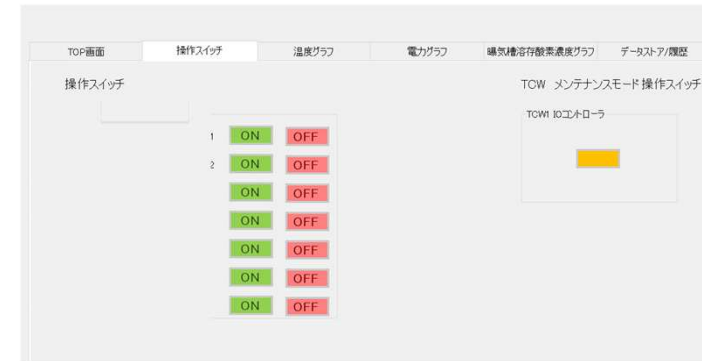 TOP画面 操作スイッチ 温度グラフ 電力グラフ 曝気槽溶存酸素濃度グラフ データストア/履歴
操作スイッチ TCW メンテナンスモード操作スイッチ
TCW1 IOコントローラ
1 ON OFF
2 ON OFF
ON OFF
ON OFF
ON OFF
ON OFF
ON OFF